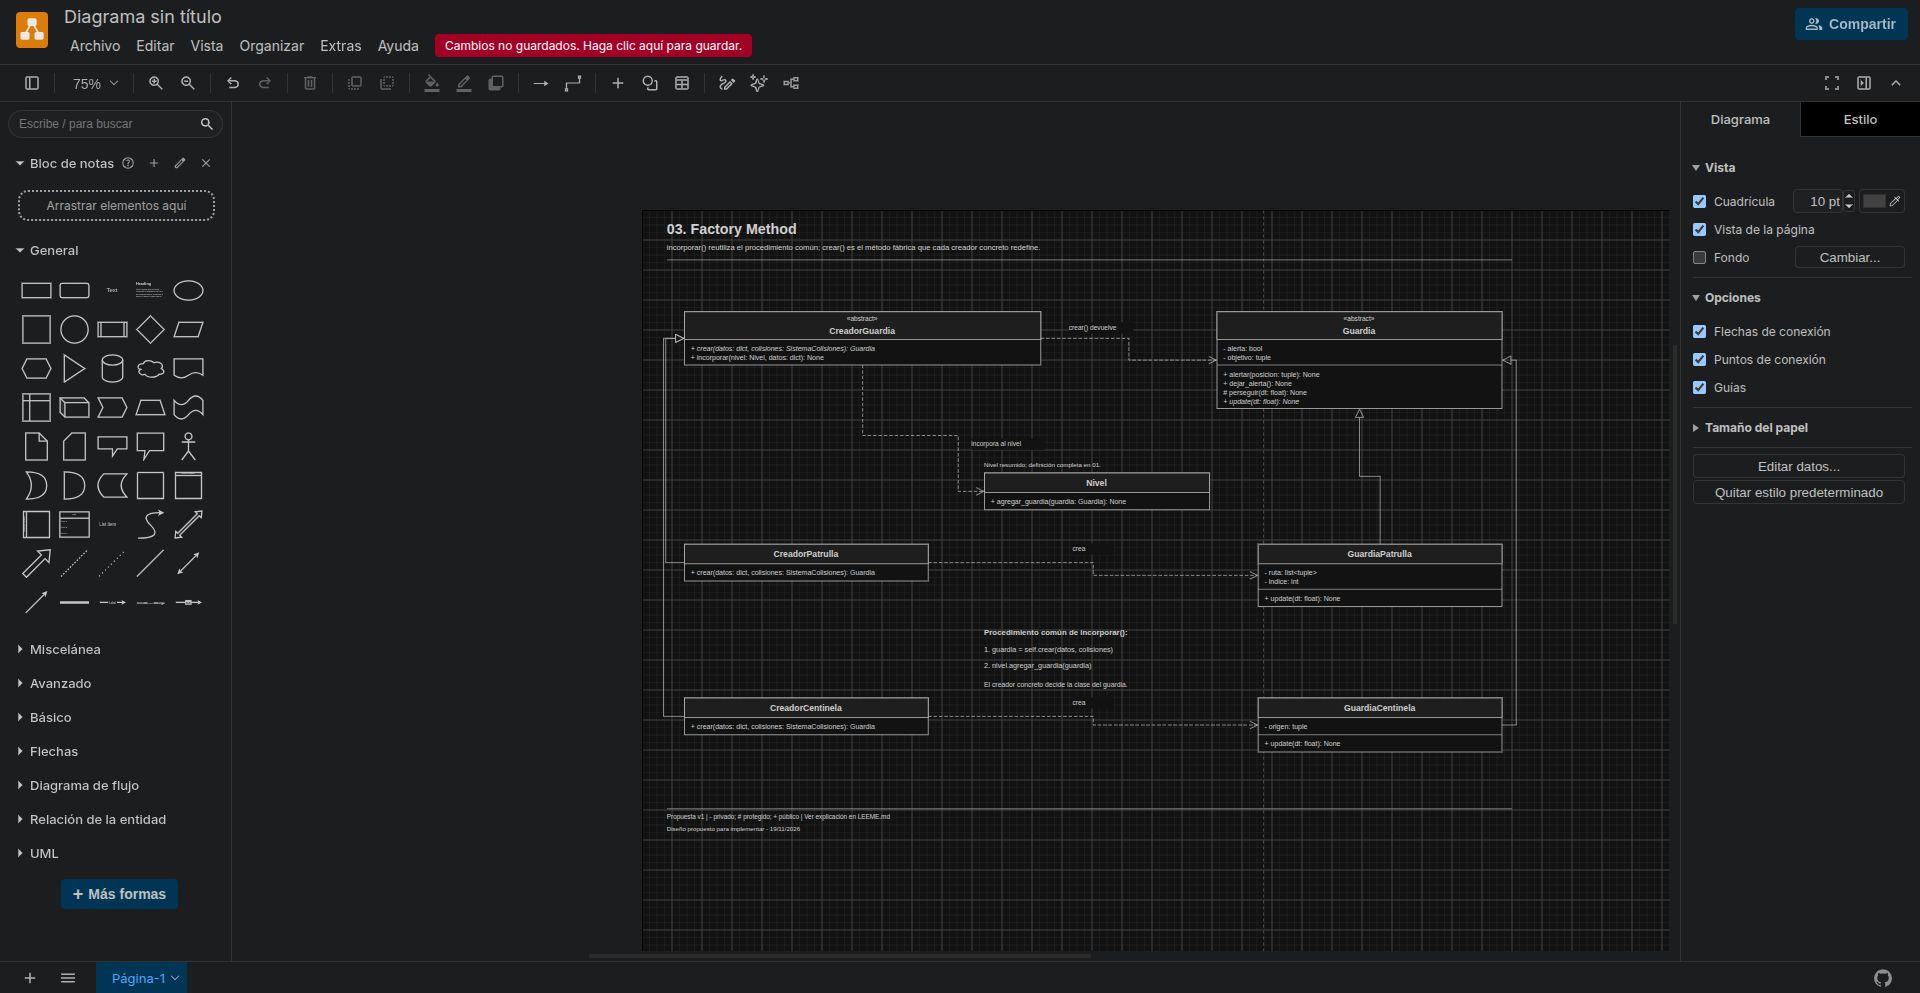 Diagrama sin título
Archivo Editar Vista Organizar Extras Ayuda Cambios no guardados. Haga clic aquí para guardar.
Compartir
75%
Escribe / para buscar
Bloc de notas
Arrastrar elementos aquí
General
Text
Heading
List Item
Miscelánea
Avanzado
Básico
Flechas
Diagrama de flujo
Relación de la entidad
UML
+ Más formas
03. Factory Method
incorporar() reutiliza el procedimiento común; crear() es el método fábrica que cada creador concreto redefine.
«abstract»
CreadorGuardia
+ crear(datos: dict, colisiones: SistemaColisiones): Guardia
+ incorporar(nivel: Nivel, datos: dict): None
crear() devuelve
«abstract»
Guardia
- alerta: bool
- objetivo: tuple
+ alertar(posicion: tuple): None
+ dejar_alerta(): None
# perseguir(dt: float): None
+ update(dt: float): None
incorpora al nivel
Nivel resumido; definición completa en 01.
Nivel
+ agregar_guardia(guardia: Guardia): None
CreadorPatrulla
+ crear(datos: dict, colisiones: SistemaColisiones): Guardia
crea
GuardiaPatrulla
- ruta: list<tuple>
- indice: int
+ update(dt: float): None
Procedimiento común de incorporar():
1. guardia = self.crear(datos, colisiones)
2. nivel.agregar_guardia(guardia)
El creador concreto decide la clase del guardia.
CreadorCentinela
+ crear(datos: dict, colisiones: SistemaColisiones): Guardia
crea
GuardiaCentinela
- origen: tuple
+ update(dt: float): None
Propuesta v1 | - privado; # protegido; + público | Ver explicación en LEEME.md
Diseño propuesto para implementar - 19/11/2026
Diagrama Estilo
Vista
Cuadrícula 10 pt
Vista de la página
Fondo Cambiar...
Opciones
Flechas de conexión
Puntos de conexión
Guías
Tamaño del papel
Editar datos...
Quitar estilo predeterminado
Página-1